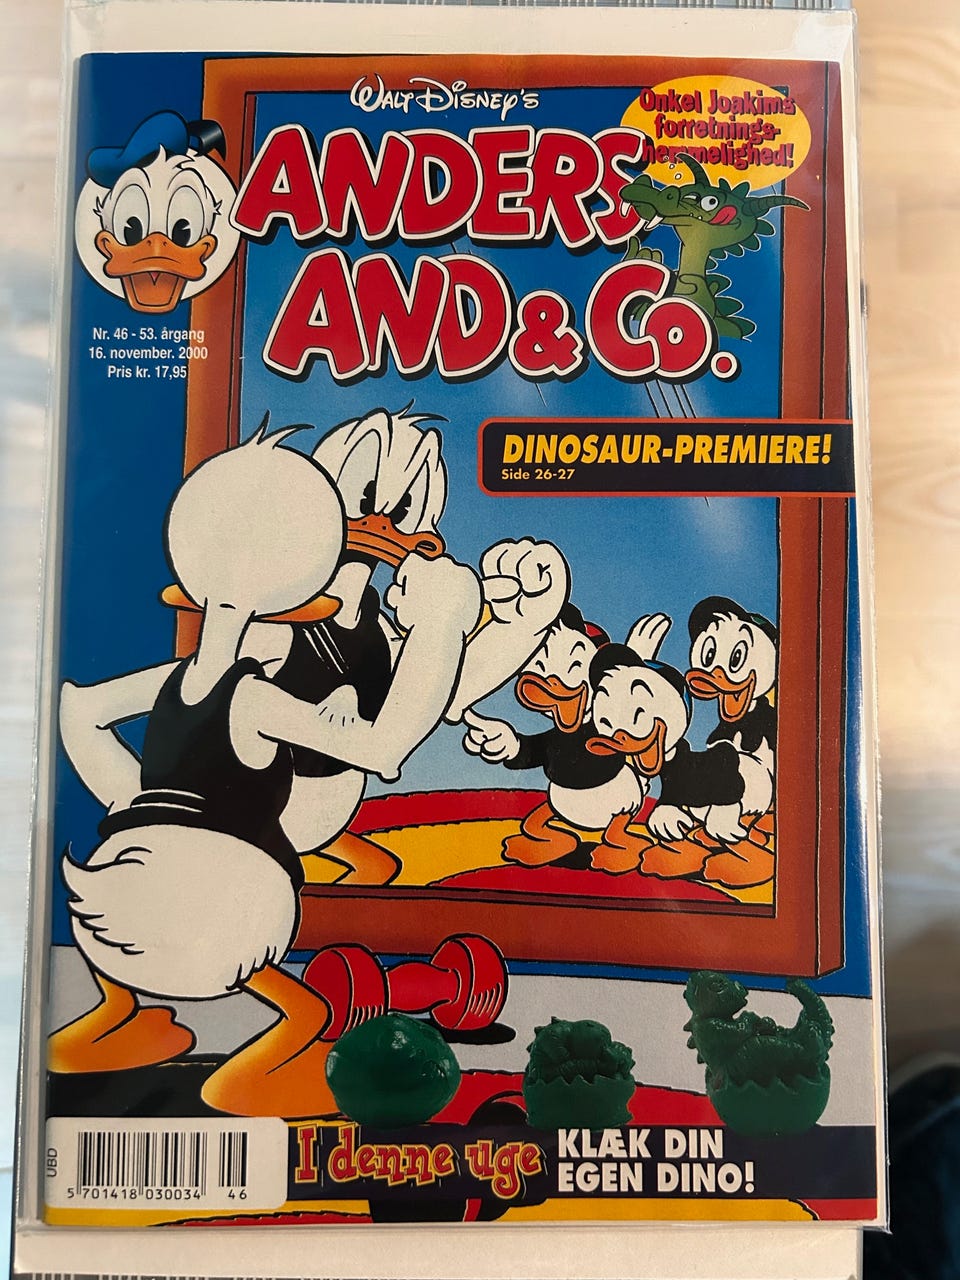 WALT DISNEY'S
ANDERS
AND & Co.
Onkel Joakims
forretnings-
hemmelighed!
Nr. 46 - 53. årgang
16. november. 2000
Pris kr. 17,95
DINOSAUR-PREMIERE!
Side 26-27
I denne uge
KLÆK DIN
EGEN DINO!
UBD
5 701418 030034 46